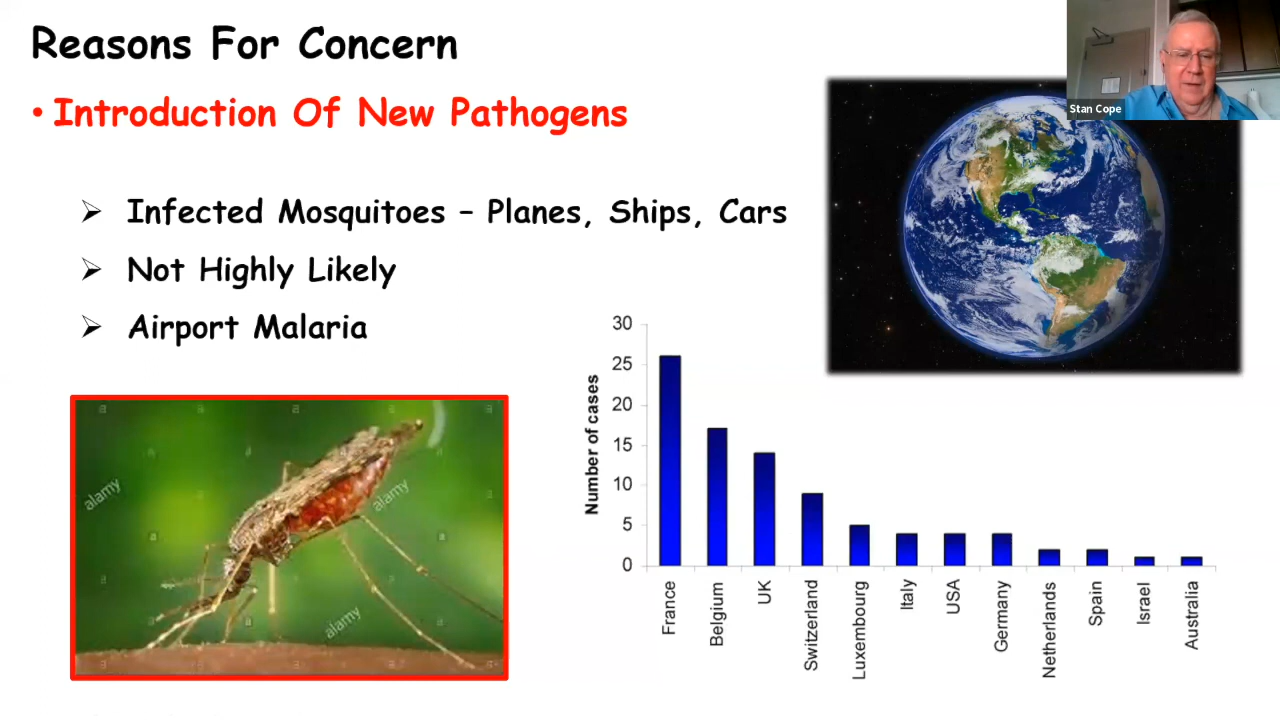 Reasons For Concern
• Introduction Of New Pathogens
Stan Cope
➢ Infected Mosquitoes – Planes, Ships, Cars
➢ Not Highly Likely
➢ Airport Malaria
30
25
20
15
10
5
0
Number of cases
France
Belgium
UK
Switzerland
Luxembourg
Italy
USA
Germany
Netherlands
Spain
Israel
Australia
alamy
alamy
alamy
a
a
a
a
a
a
a
a
a
a